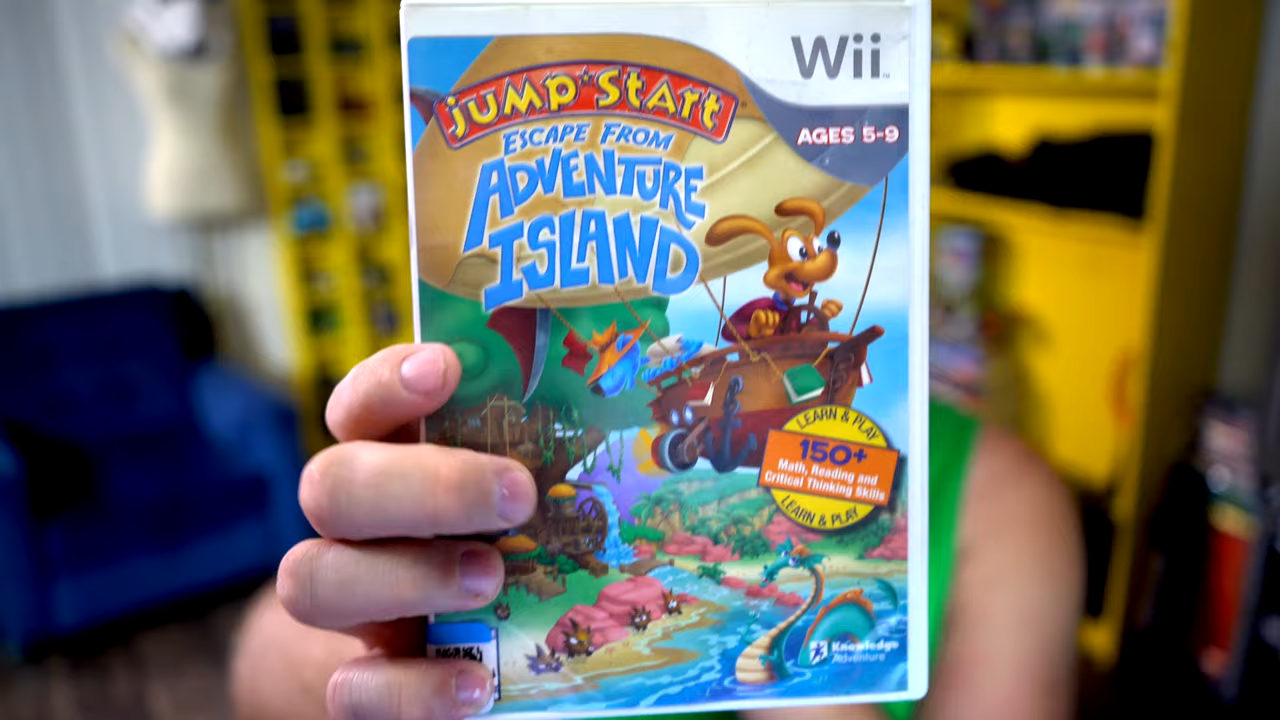 Wii
jump★start
AGES 5-9
ESCAPE FROM
ADVENTURE
ISLAND
LEARN & PLAY
150+
Math, Reading and
Critical Thinking Skills
LEARN & PLAY
Knowledge
Adventure